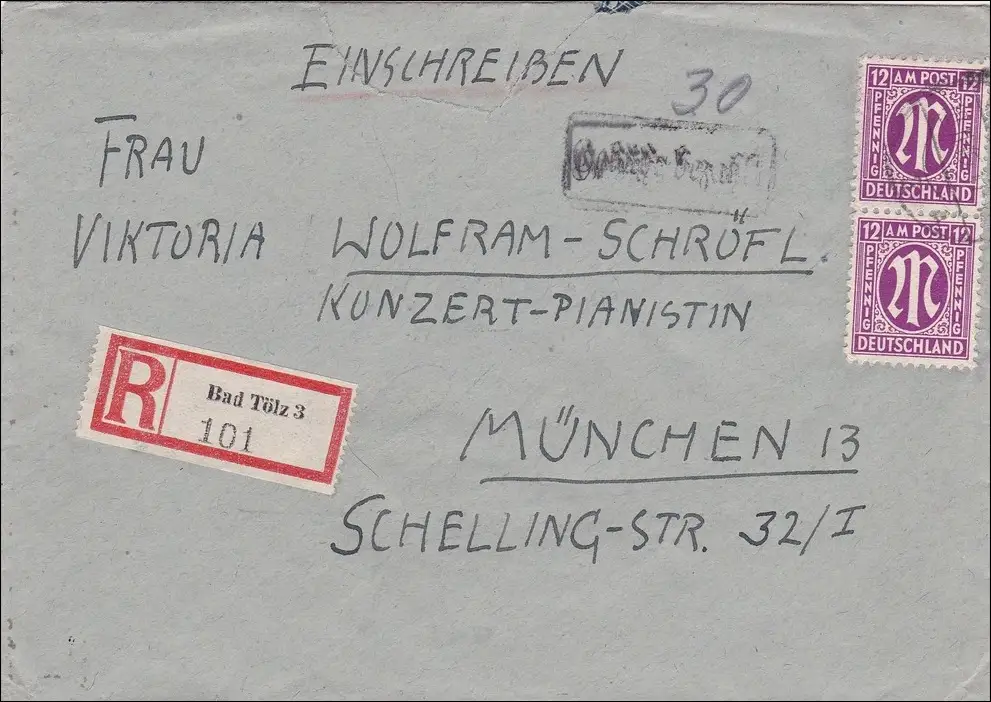 EINSCHREIBEN
30
FRAU
VIKTORIA WOLFRAM-SCHRÖFL.
KONZERT-PIANISTIN
R
Bad Tölz 3
101
MÜNCHEN 13
SCHELLING-STR. 32/I
12 AM POST 12
PFENNIG
PFENNIG
DEUTSCHLAND
12 AM POST 12
PFENNIG
PFENNIG
DEUTSCHLAND